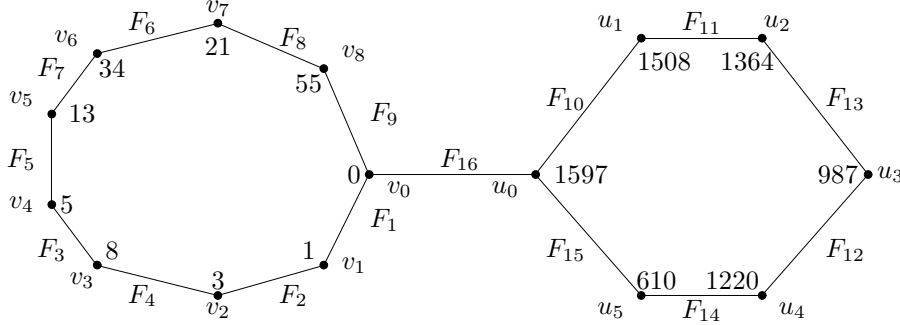 v₇
F₆ u₁ F₁₁ u₂
v₆ 21 F₈ v₈
F₇ 34 55 1508 1364
v₅ 13 F₁₀ F₁₃
F₉
F₅ F₁₆
0 v₀ u₀ 1597 987 u₃
v₄ 5 F₁
F₃ 8 1 F₁₅ F₁₂
v₃ F₄ 3 F₂ v₁ 610 1220
v₂ u₅ F₁₄ u₄